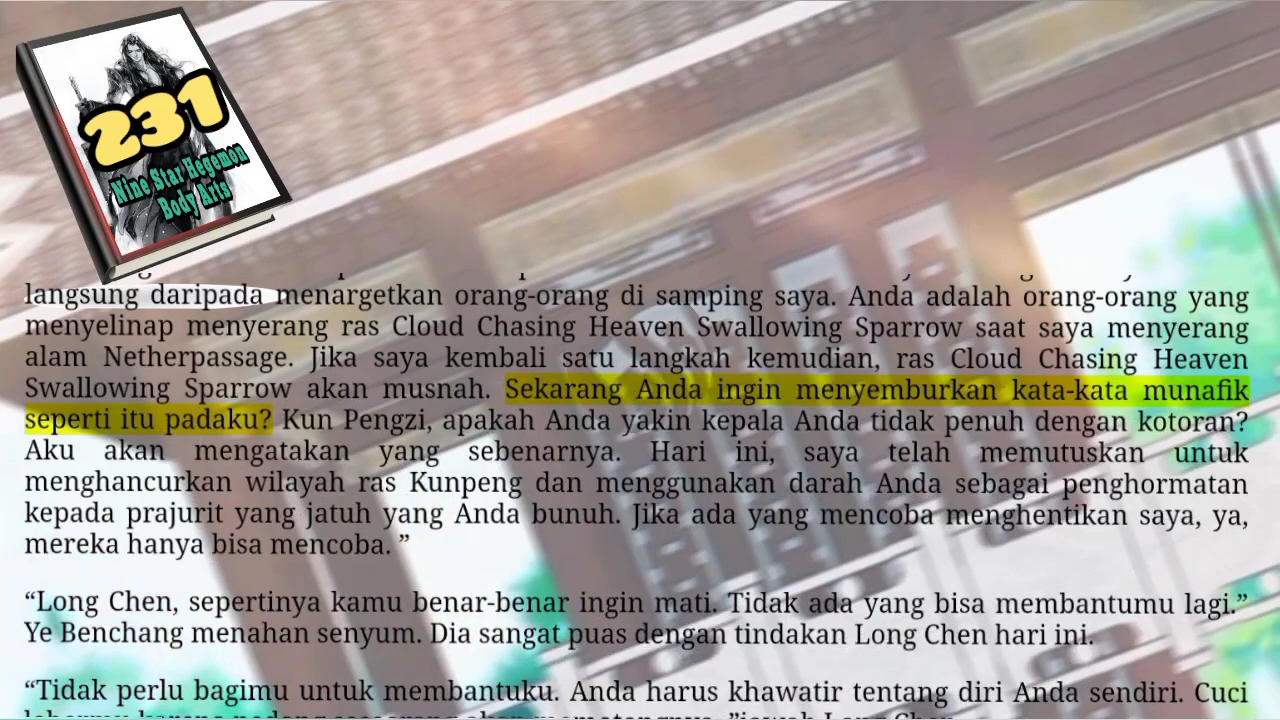 231
Nine Star Hegemon
Body Arts
langsung daripada menargetkan orang-orang di samping saya. Anda adalah orang-orang yang
menyelinap menyerang ras Cloud Chasing Heaven Swallowing Sparrow saat saya menyerang
alam Netherpassage. Jika saya kembali satu langkah kemudian, ras Cloud Chasing Heaven
Swallowing Sparrow akan musnah. Sekarang Anda ingin menyemburkan kata-kata munafik
seperti itu padaku? Kun Pengzi, apakah Anda yakin kepala Anda tidak penuh dengan kotoran?
Aku akan mengatakan yang sebenarnya. Hari ini, saya telah memutuskan untuk
menghancurkan wilayah ras Kunpeng dan menggunakan darah Anda sebagai penghormatan
kepada prajurit yang jatuh yang Anda bunuh. Jika ada yang mencoba menghentikan saya, ya,
mereka hanya bisa mencoba. ”
“Long Chen, sepertinya kamu benar-benar ingin mati. Tidak ada yang bisa membantumu lagi.”
Ye Benchang menahan senyum. Dia sangat puas dengan tindakan Long Chen hari ini.
“Tidak perlu bagimu untuk membantuku. Anda harus khawatir tentang diri Anda sendiri. Cuci